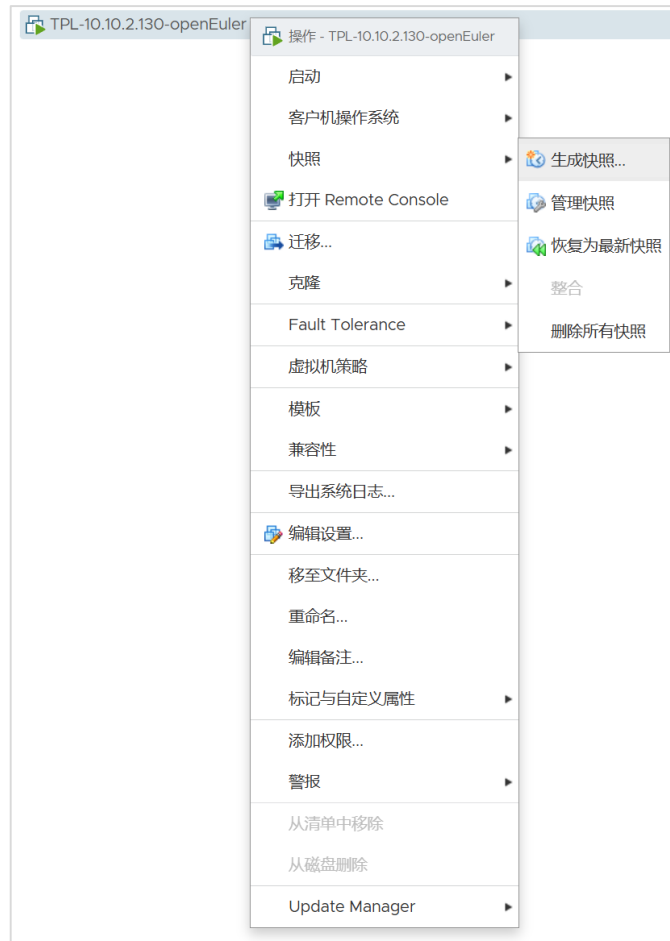 TPL-10.10.2.130-openEuler
操作 - TPL-10.10.2.130-openEuler
启动
客户机操作系统
快照
生成快照...
管理快照
恢复为最新快照
整合
删除所有快照
打开 Remote Console
迁移...
克隆
Fault Tolerance
虚拟机策略
模板
兼容性
导出系统日志...
编辑设置...
移至文件夹...
重命名...
编辑备注...
标记与自定义属性
添加权限...
警报
从清单中移除
从磁盘删除
Update Manager